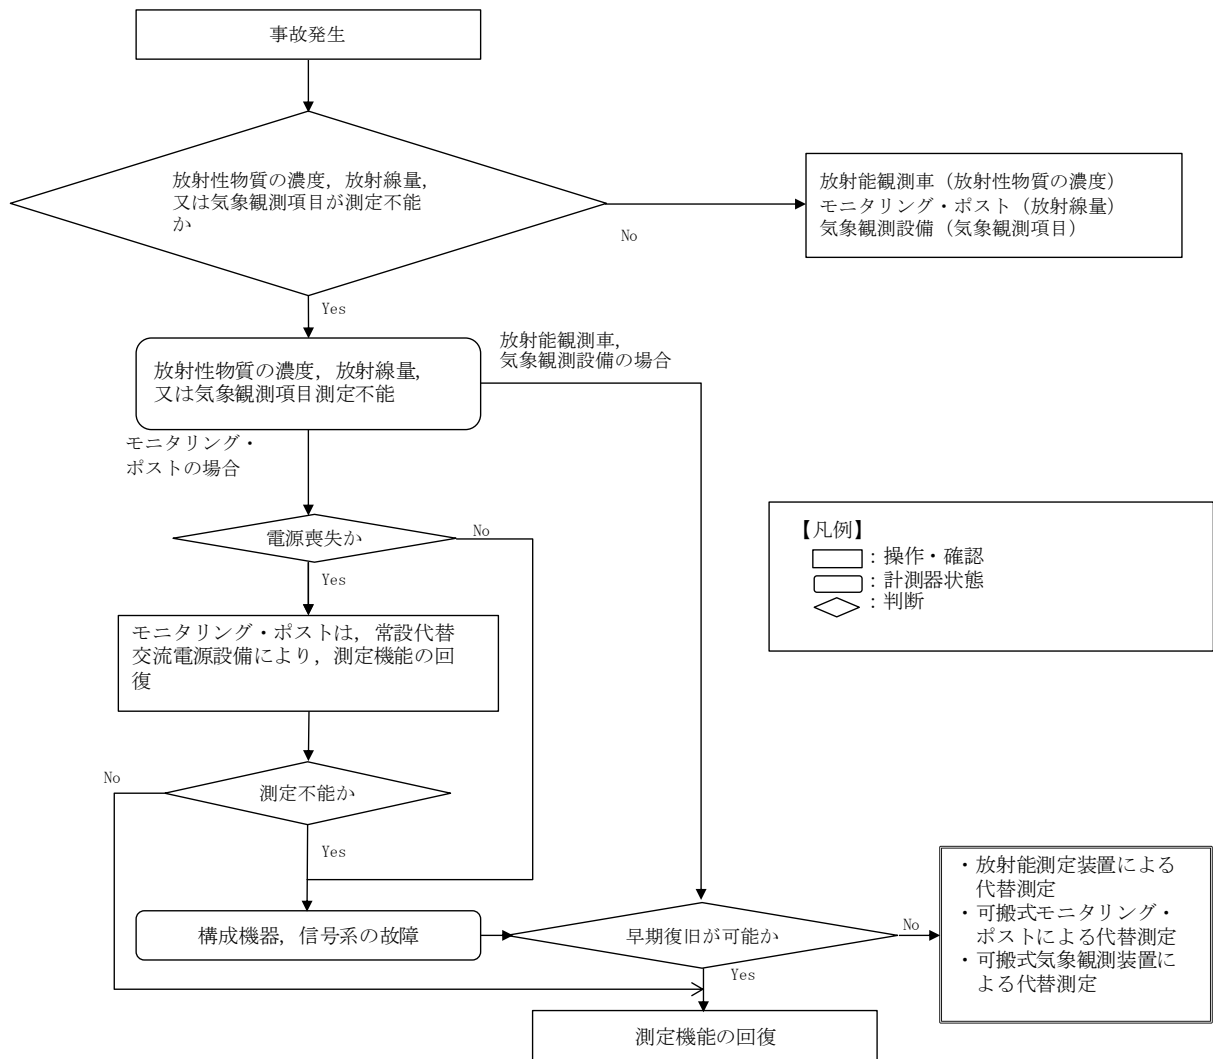 事故発生
放射性物質の濃度，放射線量，
又は気象観測項目が測定不能
か
No
放射能観測車（放射性物質の濃度）
モニタリング・ポスト（放射線量）
気象観測設備（気象観測項目）
Yes
放射性物質の濃度，放射線量，
又は気象観測項目測定不能
放射能観測車，
気象観測設備の場合
モニタリング・
ポストの場合
電源喪失か
No
Yes
【凡例】
：操作・確認
：計測器状態
：判断
モニタリング・ポストは，常設代替
交流電源設備により，測定機能の回
復
測定不能か
No
Yes
構成機器，信号系の故障
早期復旧が可能か
No
Yes
・放射能測定装置による
代替測定
・可搬式モニタリング・
ポストによる代替測定
・可搬式気象観測装置に
よる代替測定
測定機能の回復